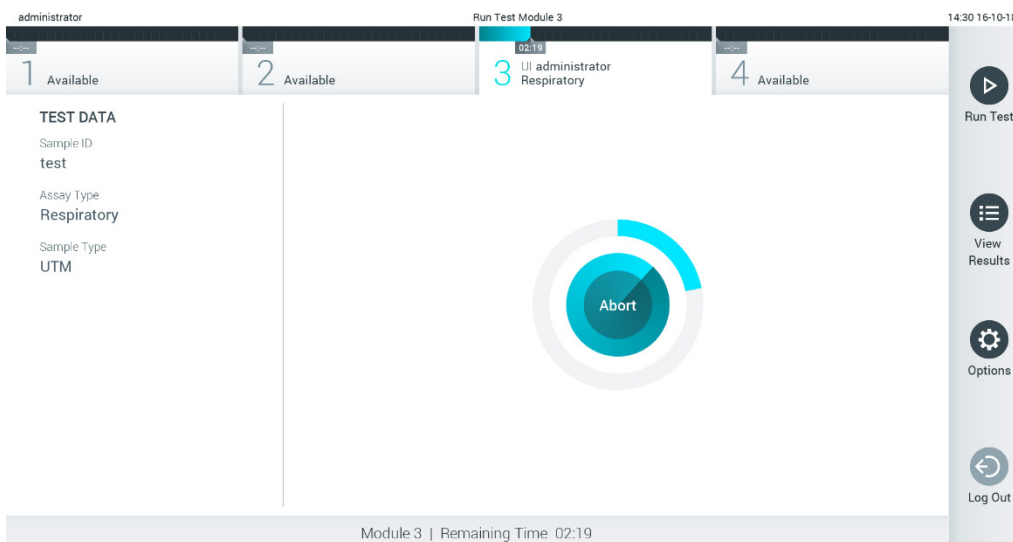 administrator
Run Test Module 3
14:30 16-10-18
--:--
--:--
02:19
--:--
1 Available
2 Available
3 UI administrator
Respiratory
4 Available
TEST DATA
Sample ID
test
Assay Type
Respiratory
Sample Type
UTM
Abort
Run Test
View
Results
Options
Log Out
Module 3 | Remaining Time 02:19